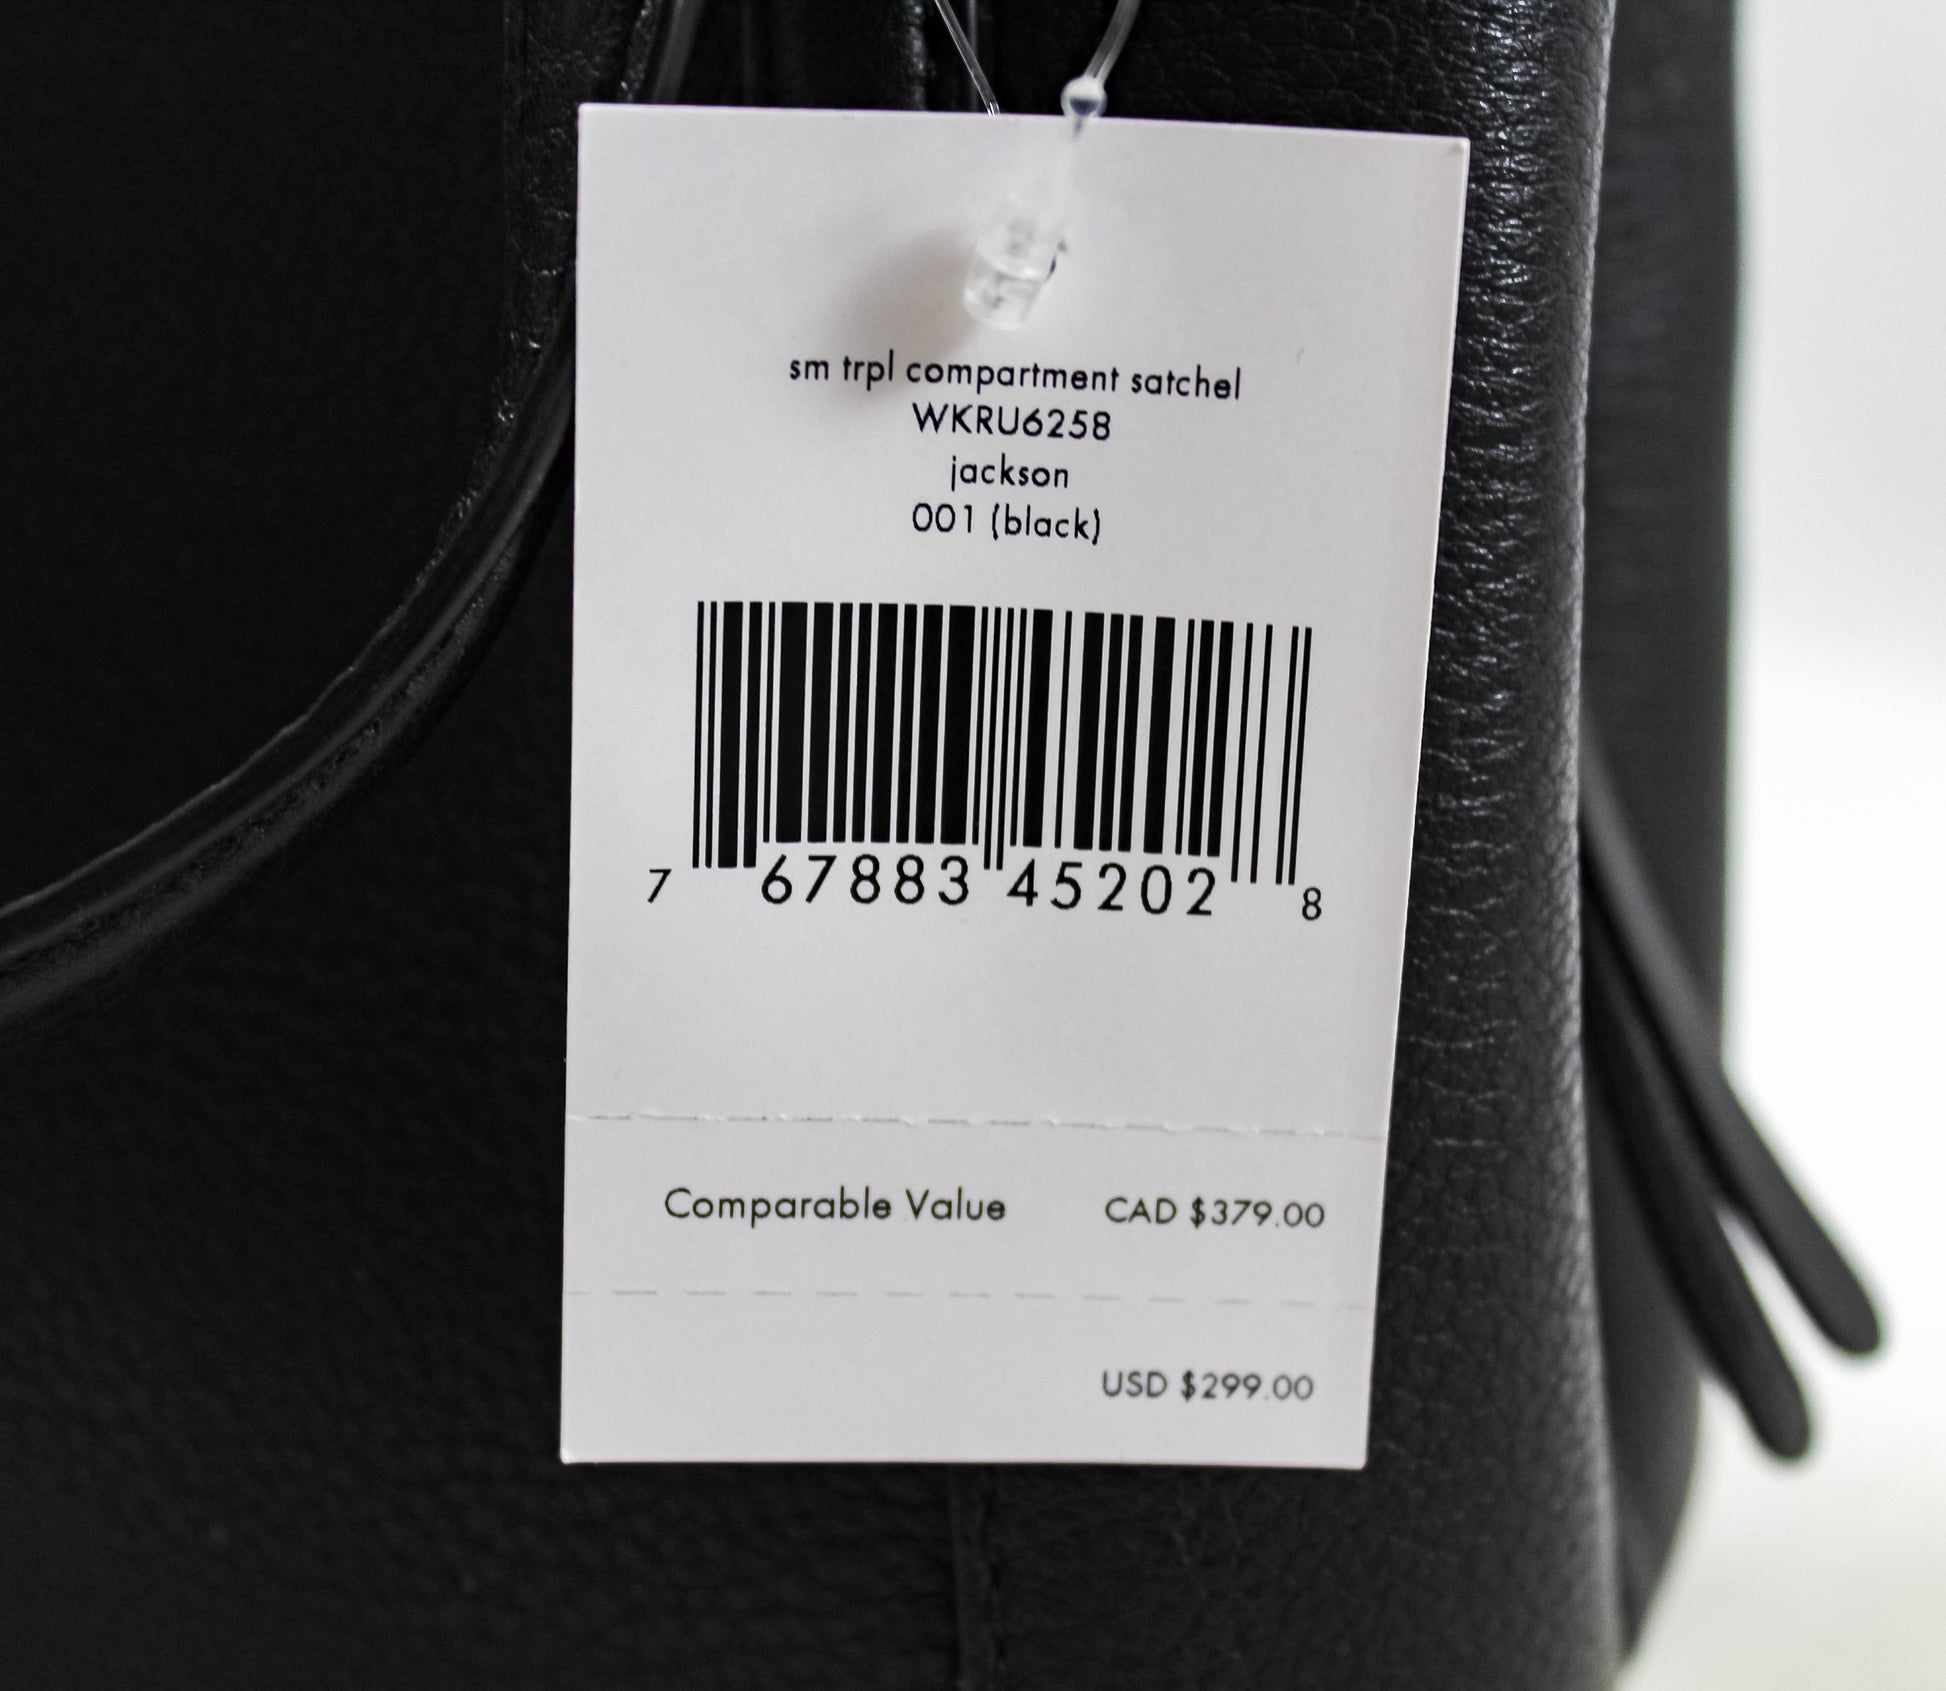 sm trpl compartment satchel
WKRU6258
jackson
001 (black)
7 67883 45202 8
Comparable Value CAD $379.00
USD $299.00